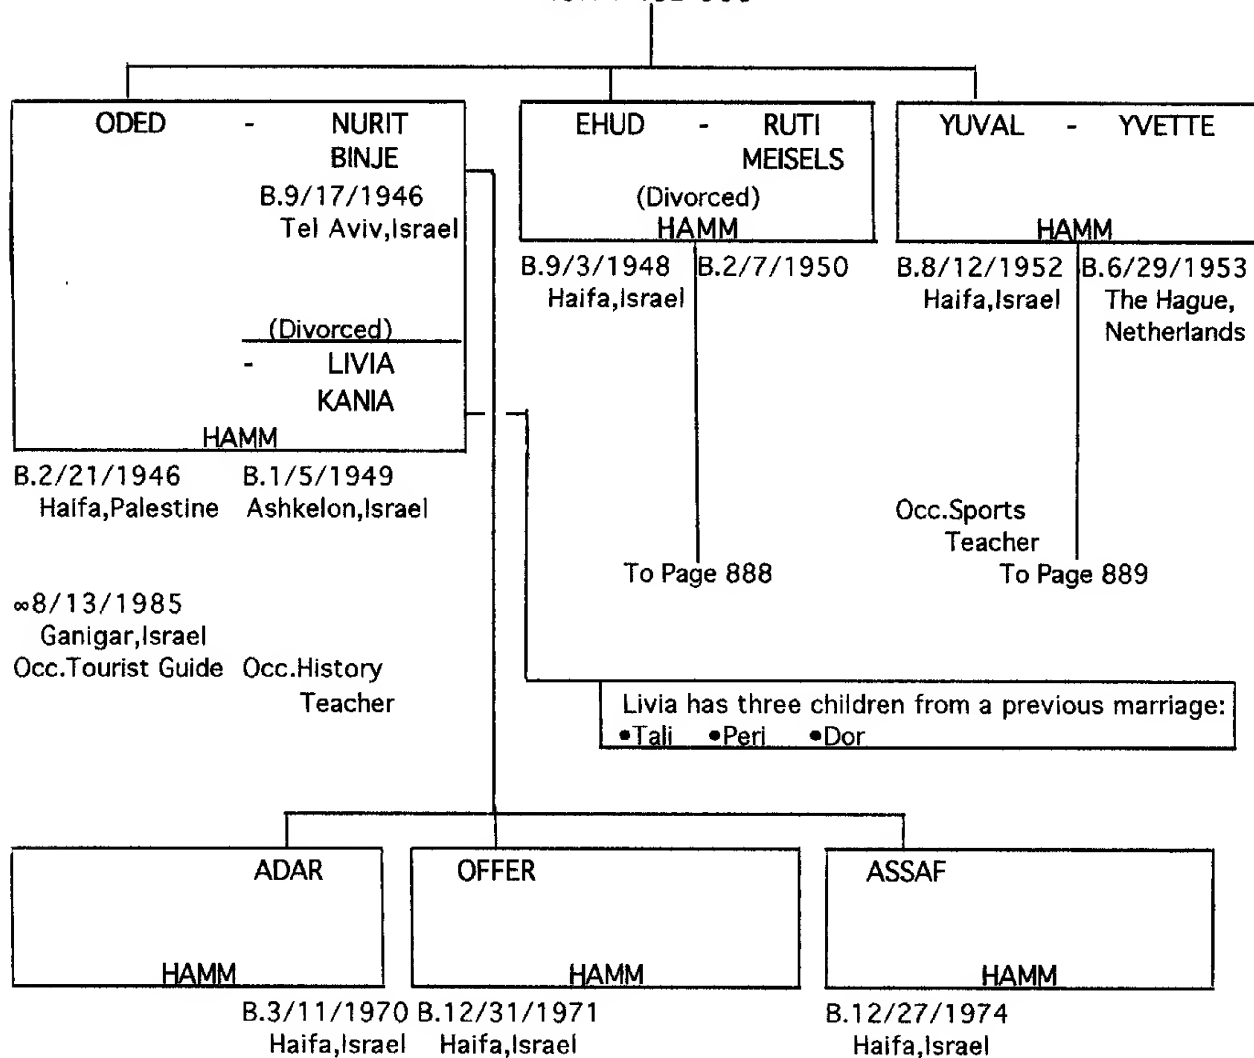 ODED - NURIT
BINJE
B.9/17/1946
Tel Aviv,Israel
(Divorced)
- LIVIA
KANIA
HAMM
B.2/21/1946 B.1/5/1949
Haifa,Palestine Ashkelon,Israel
∞8/13/1985
Ganigar,Israel
Occ.Tourist Guide Occ.History
Teacher
EHUD - RUTI
MEISELS
(Divorced)
HAMM
B.9/3/1948 B.2/7/1950
Haifa,Israel
To Page 888
YUVAL - YVETTE
HAMM
B.8/12/1952 B.6/29/1953
Haifa,Israel The Hague,
Netherlands
Occ.Sports
Teacher
To Page 889
Livia has three children from a previous marriage:
•Tali •Peri •Dor
ADAR
HAMM
B.3/11/1970
Haifa,Israel
OFFER
HAMM
B.12/31/1971
Haifa,Israel
ASSAF
HAMM
B.12/27/1974
Haifa,Israel